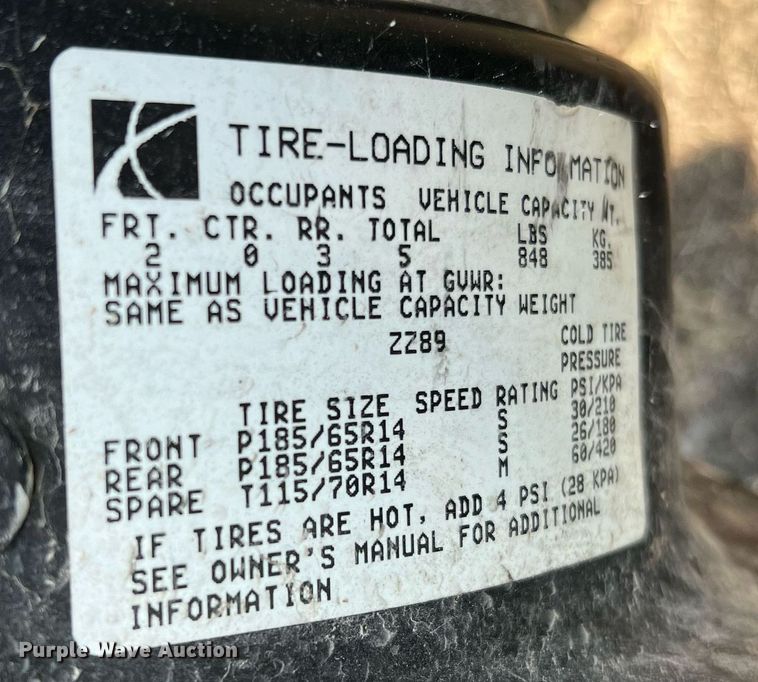 TIRE-LOADING INFORMATION
OCCUPANTS VEHICLE CAPACITY WT.
FRT. CTR. RR. TOTAL LBS KG.
2 0 3 5 848 385
MAXIMUM LOADING AT GVWR:
SAME AS VEHICLE CAPACITY WEIGHT
ZZ89
COLD TIRE
PRESSURE
TIRE SIZE SPEED RATING PSI/KPA
FRONT P185/65R14 S 30/210
REAR P185/65R14 S 26/180
SPARE T115/70R14 M 60/420
IF TIRES ARE HOT, ADD 4 PSI (28 KPA)
SEE OWNER'S MANUAL FOR ADDITIONAL
INFORMATION
Purple Wave Auction